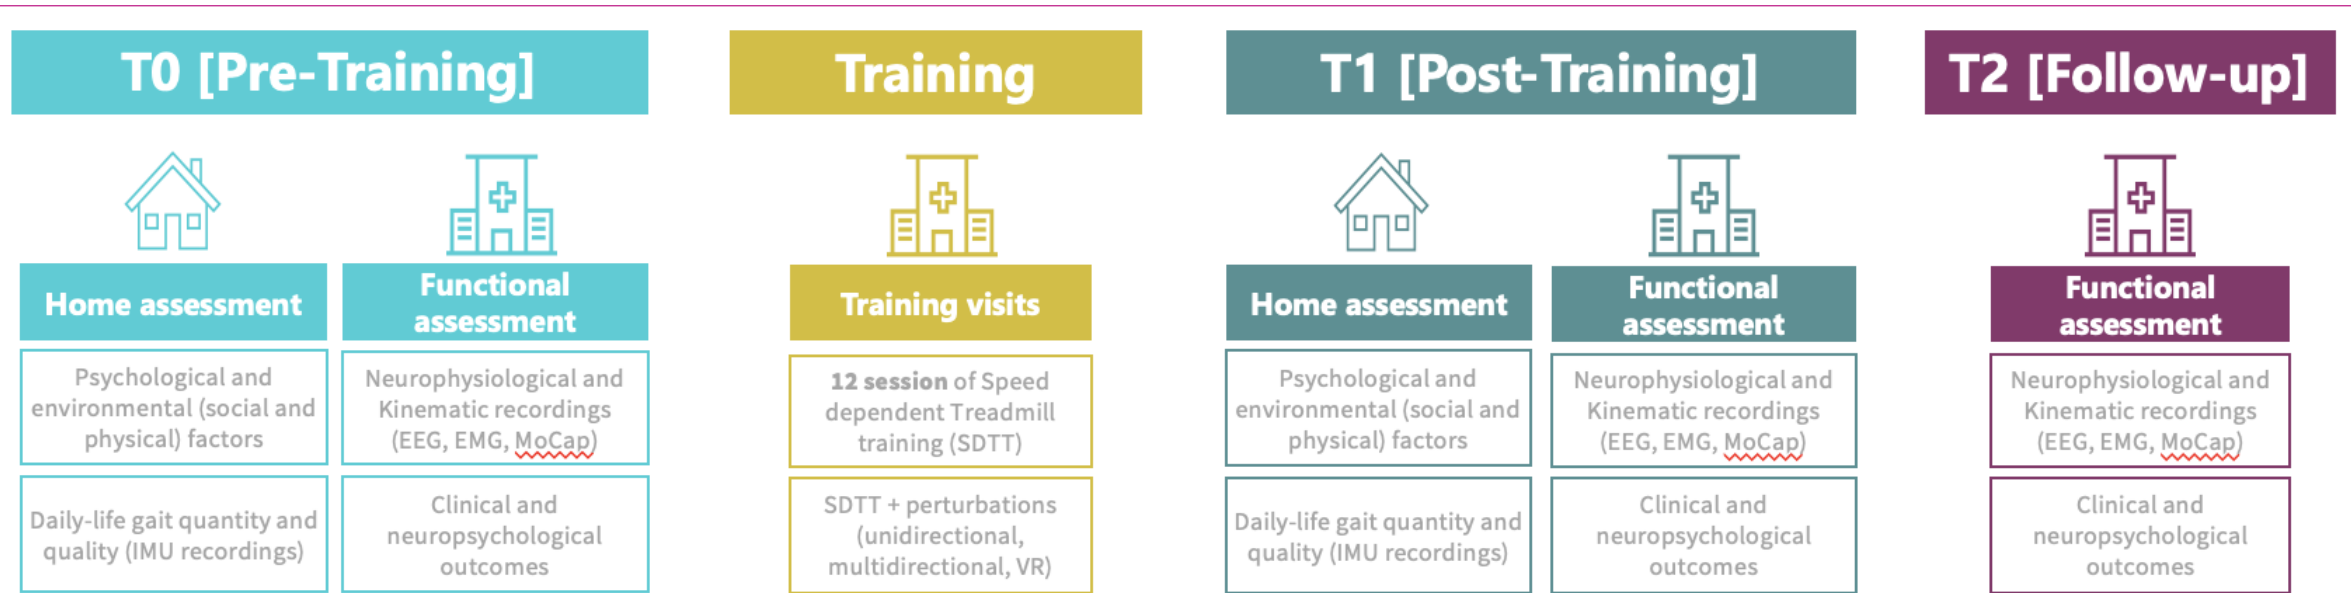 T0 [Pre-Training]
Training
T1 [Post-Training]
T2 [Follow-up]
Home assessment
Psychological and
environmental (social and
physical) factors
Daily-life gait quantity and
quality (IMU recordings)
Functional
assessment
Neurophysiological and
Kinematic recordings
(EEG, EMG, MoCap)
Clinical and
neuropsychological
outcomes
Training visits
12 session of Speed
dependent Treadmill
training (SDTT)
SDTT + perturbations
(unidirectional,
multidirectional, VR)
Home assessment
Psychological and
environmental (social and
physical) factors
Daily-life gait quantity and
quality (IMU recordings)
Functional
assessment
Neurophysiological and
Kinematic recordings
(EEG, EMG, MoCap)
Clinical and
neuropsychological
outcomes
Functional
assessment
Neurophysiological and
Kinematic recordings
(EEG, EMG, MoCap)
Clinical and
neuropsychological
outcomes